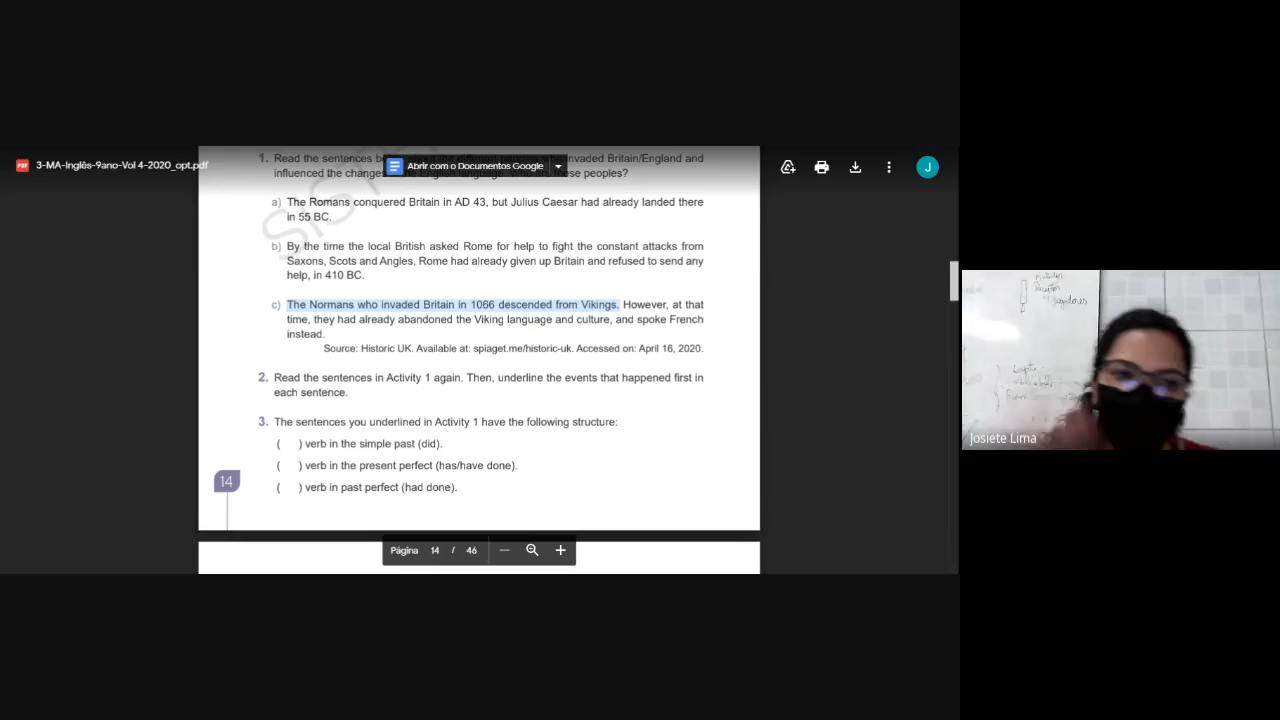 3-MA-Inglês-9ano-Vol 4-2020_opt.pdf
Abrir com o Documentos Google
J
1. Read the sentences invaded Britain/England and
influenced the changes English language. these peoples?
a) The Romans conquered Britain in AD 43, but Julius Caesar had already landed there
in 55 BC.
b) By the time the local British asked Rome for help to fight the constant attacks from
Saxons, Scots and Angles, Rome had already given up Britain and refused to send any
help, in 410 BC.
c) The Normans who invaded Britain in 1066 descended from Vikings. However, at that
time, they had already abandoned the Viking language and culture, and spoke French
instead.
Source: Historic UK. Available at: spiaget.me/historic-uk. Accessed on: April 16, 2020.
2. Read the sentences in Activity 1 again. Then, underline the events that happened first in
each sentence.
3. The sentences you underlined in Activity 1 have the following structure:
( ) verb in the simple past (did).
( ) verb in the present perfect (has/have done).
( ) verb in past perfect (had done).
14
Página 14 / 46
Josiete Lima